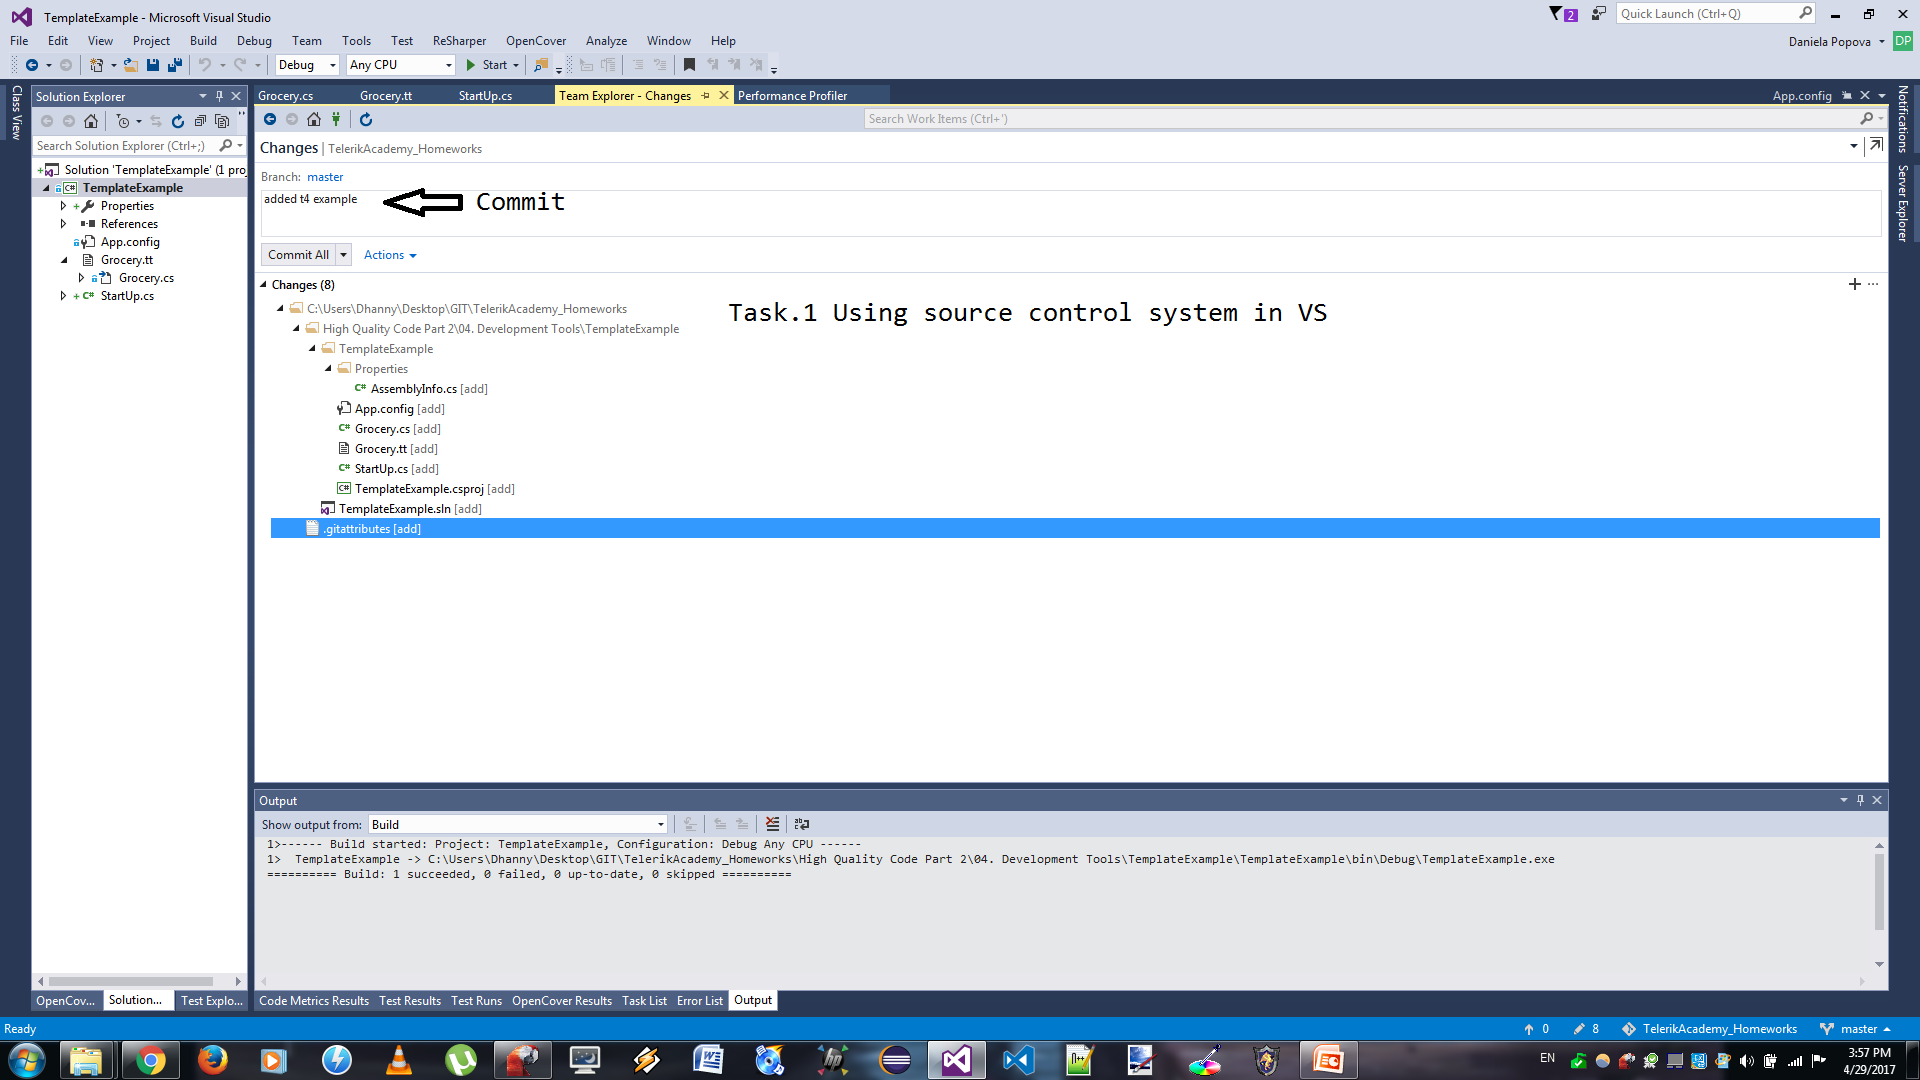 TemplateExample - Microsoft Visual Studio
2
Quick Launch (Ctrl+Q)
File Edit View Project Build Debug Team Tools Test ReSharper OpenCover Analyze Window Help
Daniela Popova DP
Debug Any CPU Start
Class View
Solution Explorer
Search Solution Explorer (Ctrl+;)
Solution 'TemplateExample' (1 proj
TemplateExample
Properties
References
App.config
Grocery.tt
Grocery.cs
StartUp.cs
OpenCov... Solution... Test Explo...
Grocery.cs Grocery.tt StartUp.cs Team Explorer - Changes Performance Profiler App.config
Search Work Items (Ctrl+')
Changes | TelerikAcademy_Homeworks
Branch: master
added t4 example
Commit
Commit All Actions
Changes (8)
C:\Users\Dhanny\Desktop\GIT\TelerikAcademy_Homeworks
Task.1 Using source control system in VS
High Quality Code Part 2\04. Development Tools\TemplateExample
TemplateExample
Properties
AssemblyInfo.cs [add]
App.config [add]
Grocery.cs [add]
Grocery.tt [add]
StartUp.cs [add]
TemplateExample.csproj [add]
TemplateExample.sln [add]
.gitattributes [add]
Notifications
Server Explorer
Output
Show output from: Build
1>------ Build started: Project: TemplateExample, Configuration: Debug Any CPU ------
1>  TemplateExample -> C:\Users\Dhanny\Desktop\GIT\TelerikAcademy_Homeworks\High Quality Code Part 2\04. Development Tools\TemplateExample\TemplateExample\bin\Debug\TemplateExample.exe
========== Build: 1 succeeded, 0 failed, 0 up-to-date, 0 skipped ==========
Code Metrics Results Test Results Test Runs OpenCover Results Task List Error List Output
Ready
0 8 TelerikAcademy_Homeworks master
EN
3:57 PM
4/29/2017